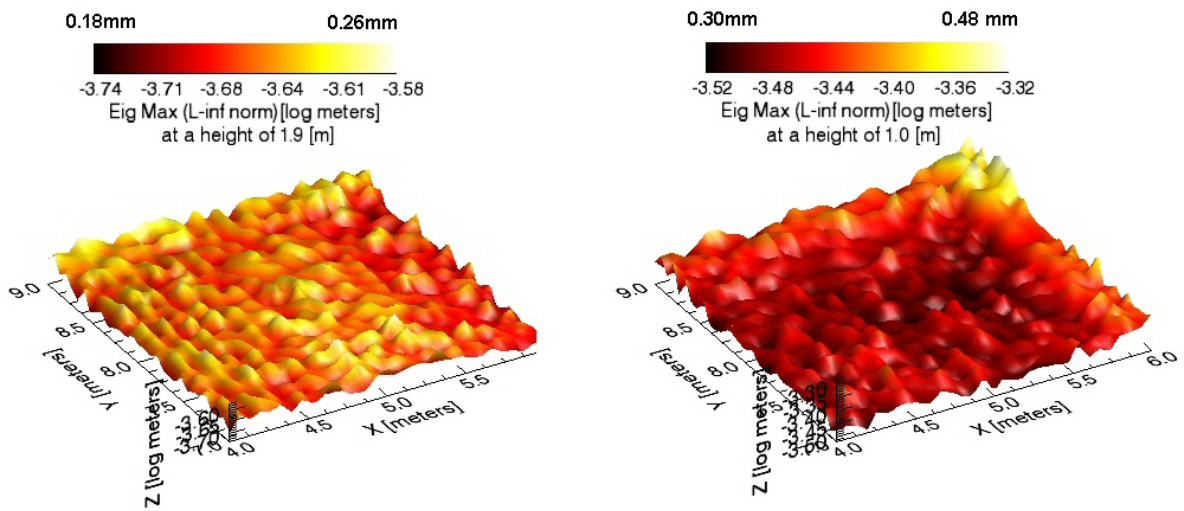 0.18mm 0.26mm
-3.74 -3.71 -3.68 -3.64 -3.61 -3.58
Eig Max (L-inf norm)[log meters]
at a height of 1.9 [m]
9.0
8.5
8.0
Y [meters]
Z [log meters]
-3.60
4.0
4.5
5.0
5.5
X [meters]
0.30mm 0.48 mm
-3.52 -3.48 -3.44 -3.40 -3.36 -3.32
Eig Max (L-inf norm)[log meters]
at a height of 1.0 [m]
9.0
8.5
8.0
Y [meters]
Z [log meters]
4.0
4.5
5.0
5.5
6.0
X [meters]